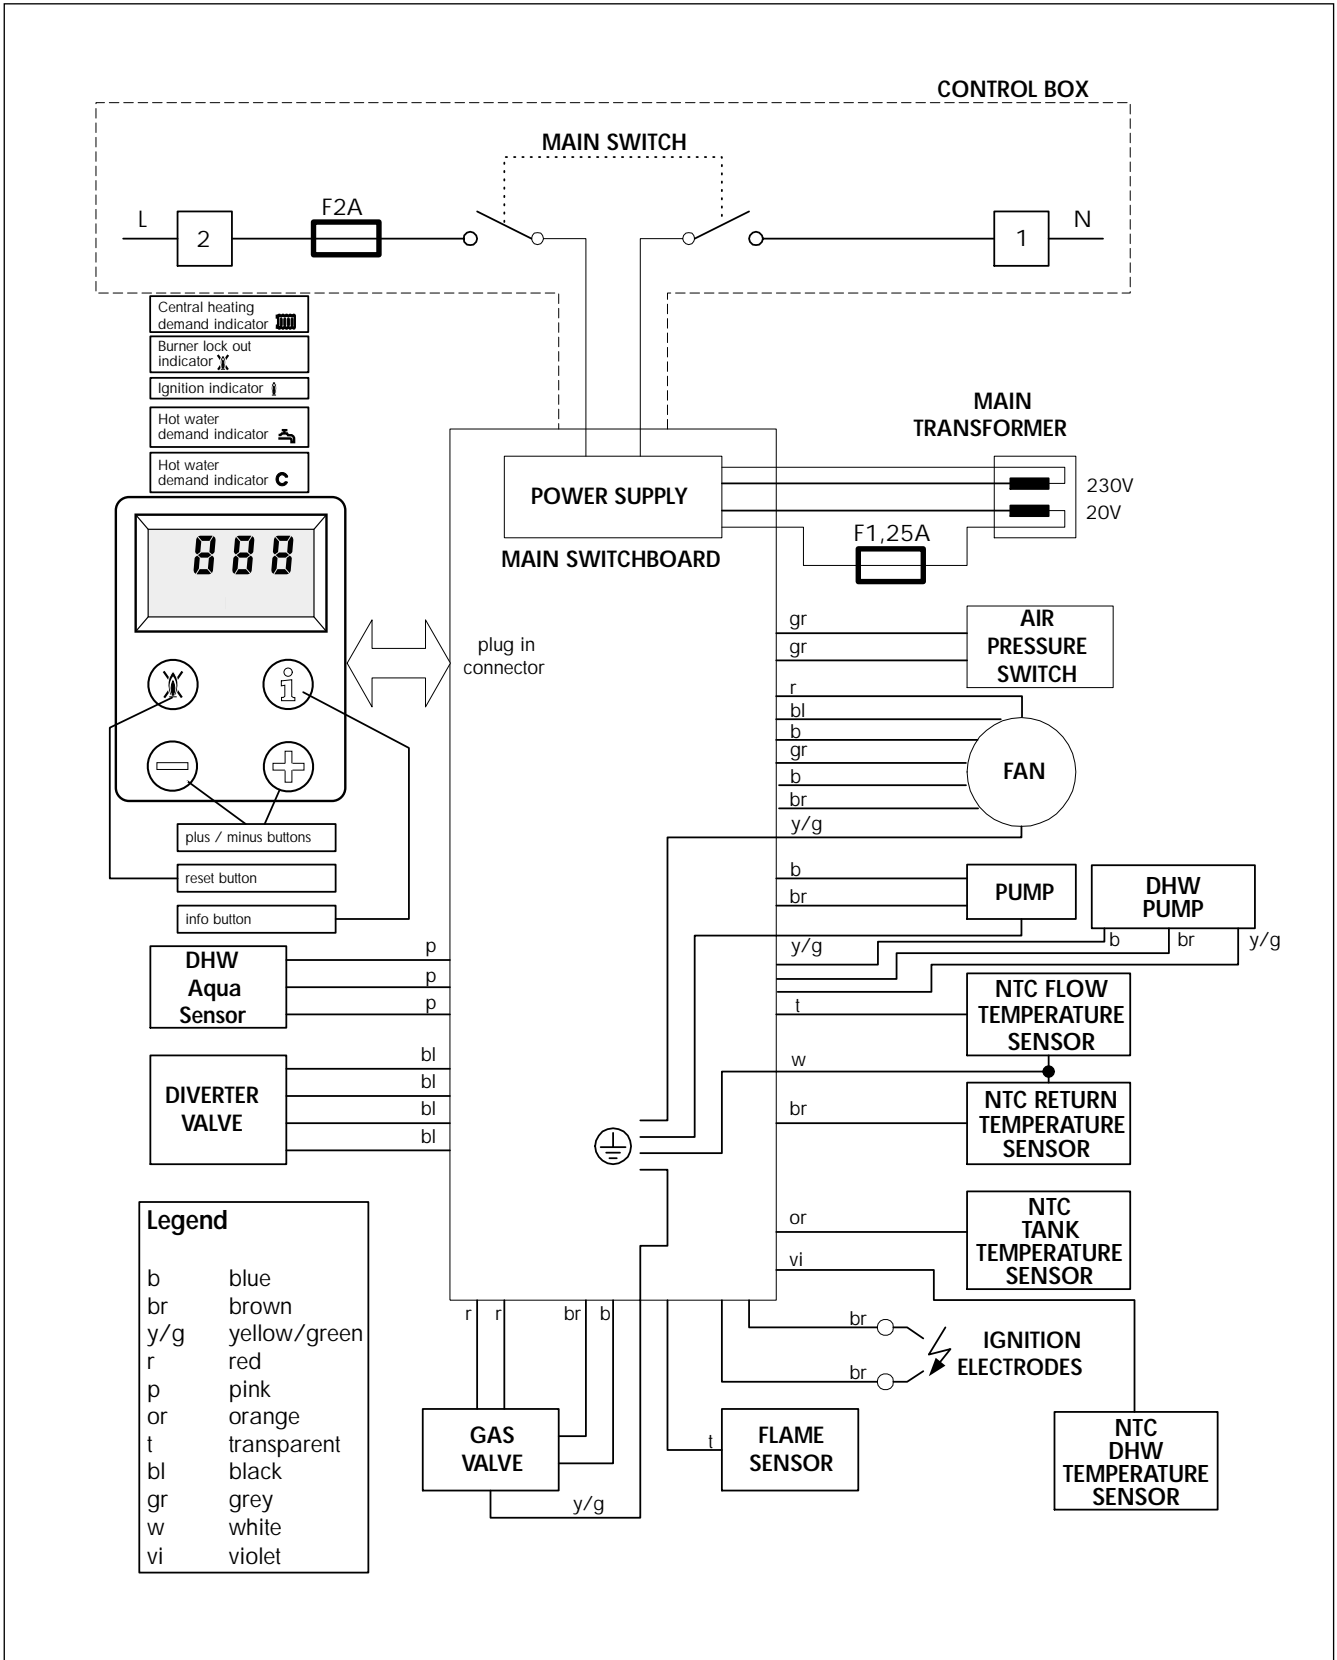 CONTROL BOX
MAIN SWITCH
L
2
F2A
1
N
Central heating
demand indicator
Burner lock out
indicator
Ignition indicator
Hot water
demand indicator
Hot water
demand indicator C
888
plus / minus buttons
reset button
info button
plug in
connector
POWER SUPPLY
MAIN SWITCHBOARD
MAIN
TRANSFORMER
230V
20V
F1,25A
gr
gr
AIR
PRESSURE
SWITCH
r
bl
b
gr
b
br
y/g
FAN
b
br
y/g
PUMP
DHW
PUMP
b
br
y/g
t
NTC FLOW
TEMPERATURE
SENSOR
w
br
NTC RETURN
TEMPERATURE
SENSOR
or
NTC
TANK
TEMPERATURE
SENSOR
vi
DHW
Aqua
Sensor
p
p
p
DIVERTER
VALVE
bl
bl
bl
bl
r
r
br
b
GAS
VALVE
y/g
t
FLAME
SENSOR
br
br
IGNITION
ELECTRODES
NTC
DHW
TEMPERATURE
SENSOR
Legend
b blue
br brown
y/g yellow/green
r red
p pink
or orange
t transparent
bl black
gr grey
w white
vi violet